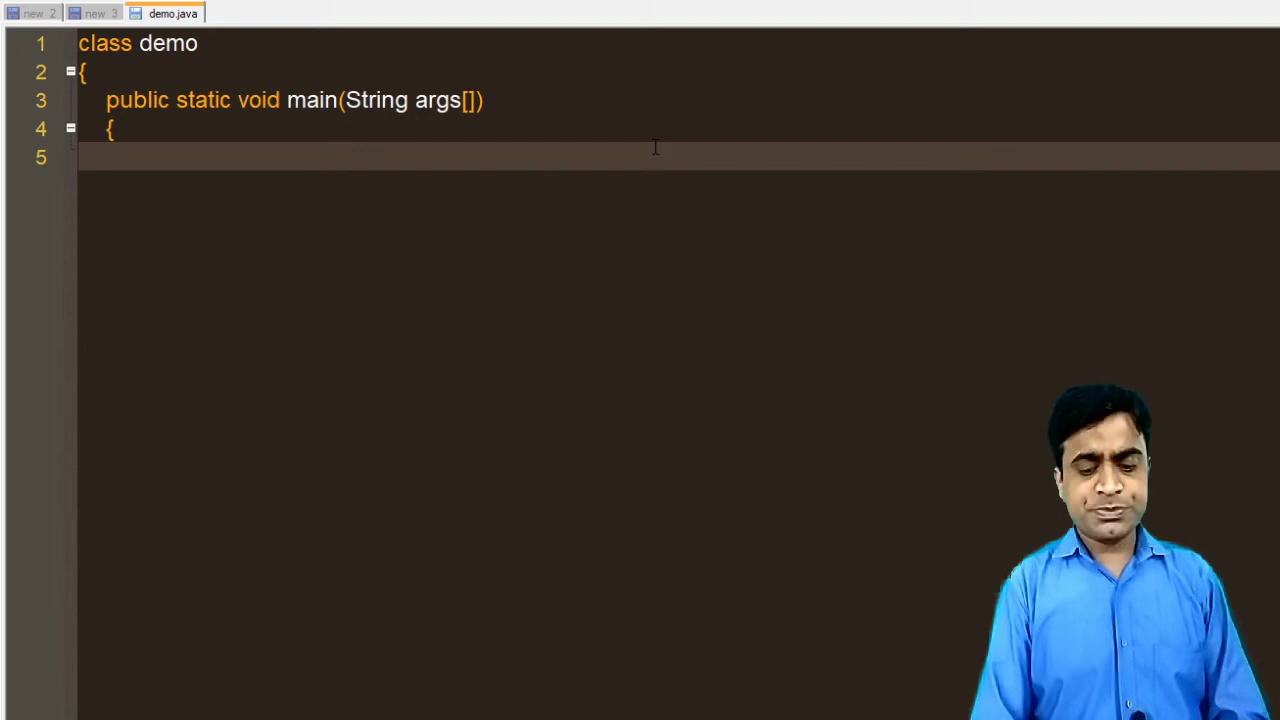 new 2 new 3 demo.java
1 class demo
2 {
3 public static void main(String args[])
4 {
5